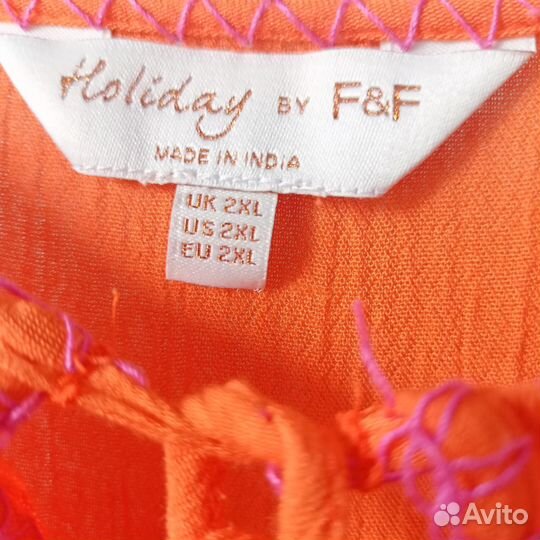 Holiday BY F&F
MADE IN INDIA
UK 2XL
US 2XL
EU 2XL
Avito